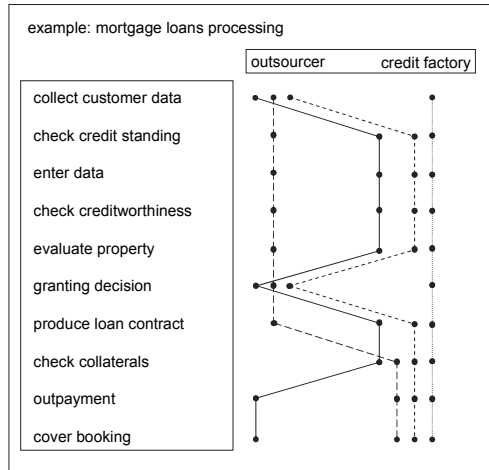 example: mortgage loans processing
outsourcer credit factory
collect customer data
check credit standing
enter data
check creditworthiness
evaluate property
granting decision
produce loan contract
check collaterals
outpayment
cover booking